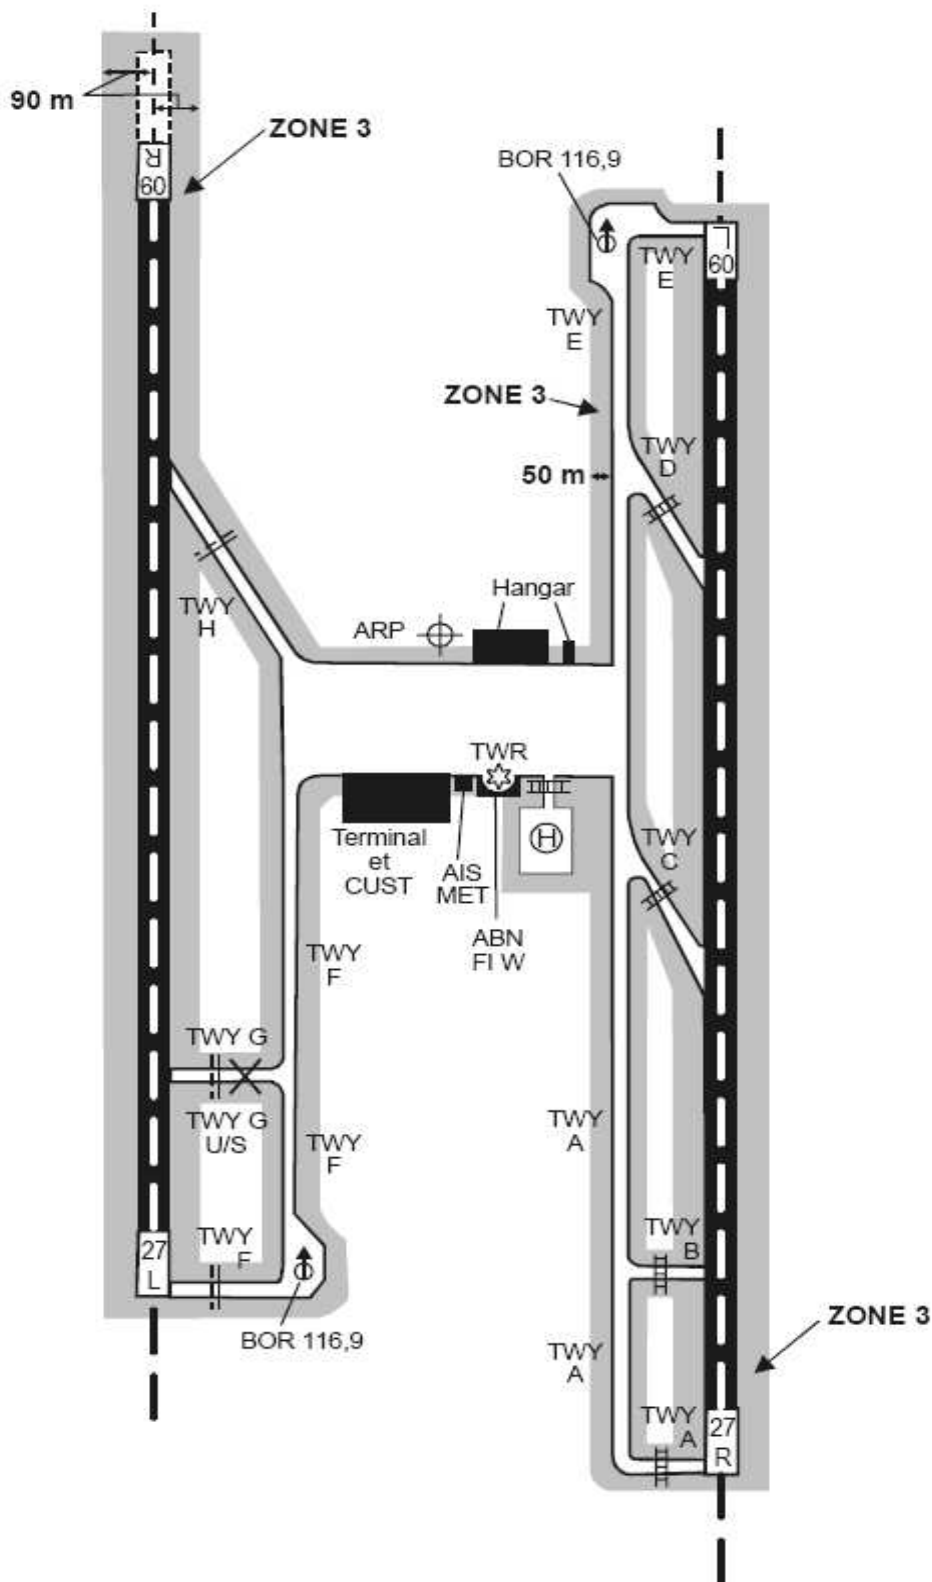 90 m
ZONE 3
R
09
BOR 116,9
L
09
TWY
E
TWY
E
ZONE 3
TWY
D
50 m
Hangar
TWY
H
ARP
TWR
H
Terminal
et
CUST
AIS
MET
TWY
C
ABN
Fl W
TWY
F
TWY G
TWY G
U/S
TWY
F
TWY
A
TWY
F
TWY
B
27
L
BOR 116,9
ZONE 3
TWY
A
TWY
A
27
R